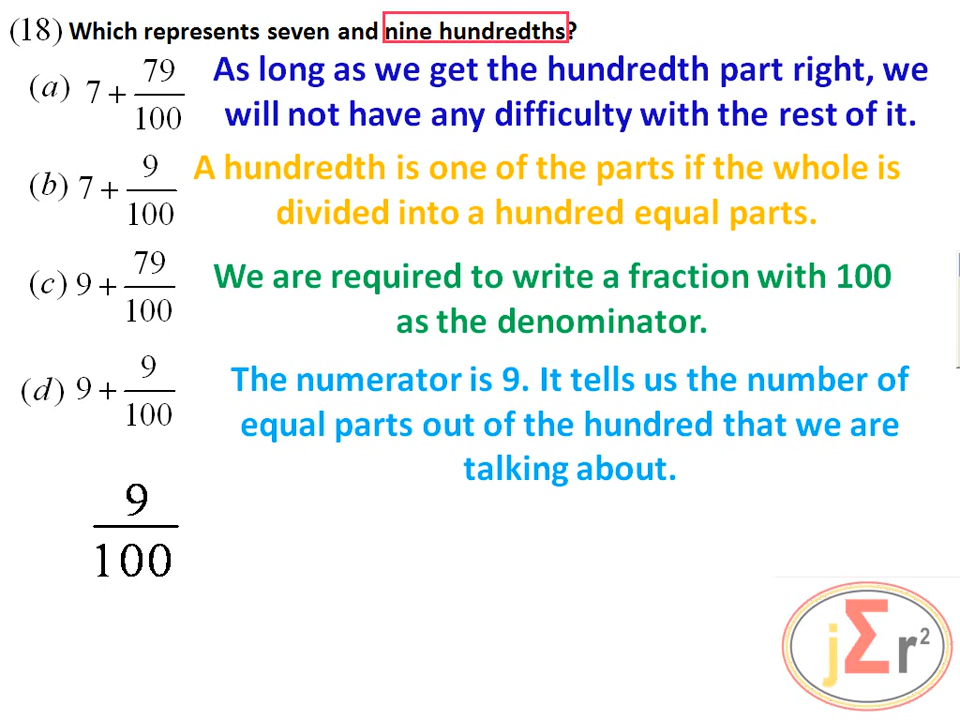 (18) Which represents seven and nine hundredths?
(a) 7 + 79/100
As long as we get the hundredth part right, we
will not have any difficulty with the rest of it.
(b) 7 + 9/100
A hundredth is one of the parts if the whole is
divided into a hundred equal parts.
(c) 9 + 79/100
We are required to write a fraction with 100
as the denominator.
(d) 9 + 9/100
The numerator is 9. It tells us the number of
equal parts out of the hundred that we are
talking about.
9/100
jΣr²